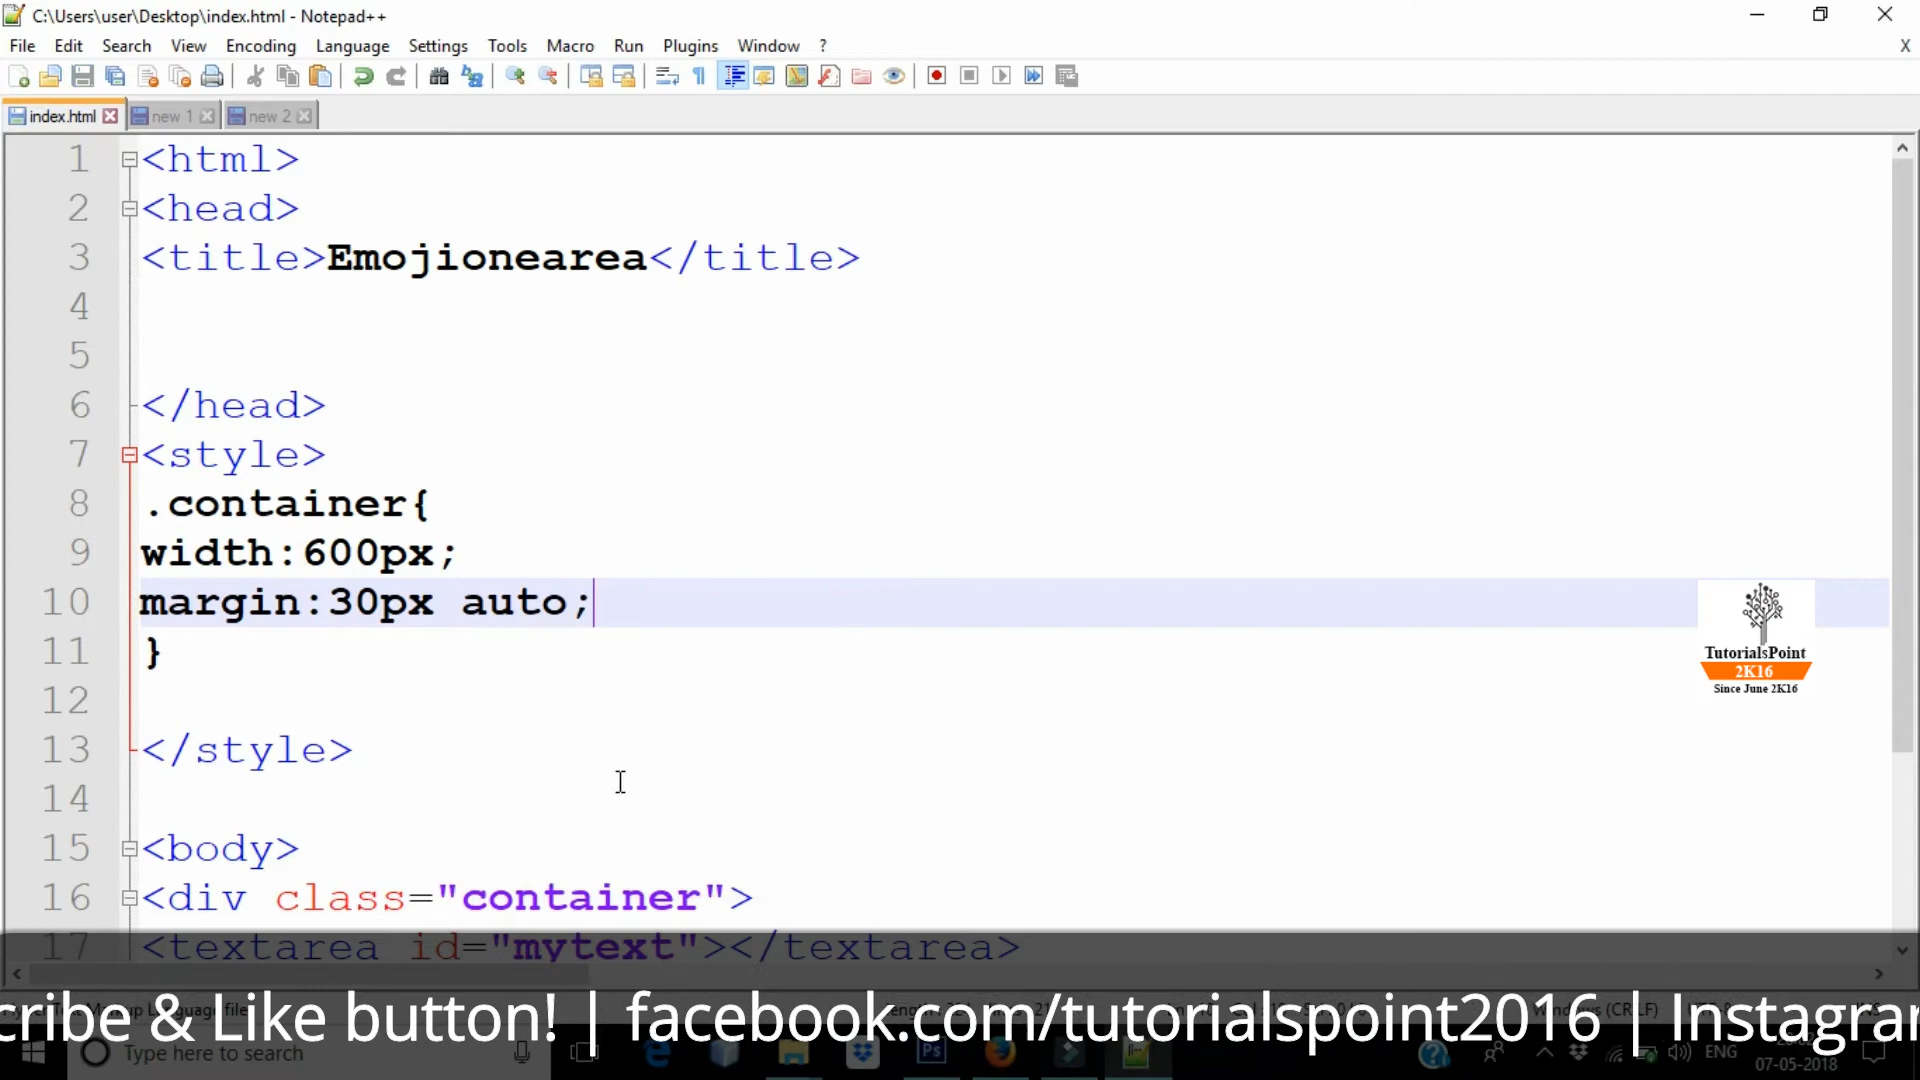 C:\Users\user\Desktop\index.html - Notepad++
File Edit Search View Encoding Language Settings Tools Macro Run Plugins Window ? X
index.html new 1 new 2
1 <html>
2 <head>
3 <title>Emojionearea</title>
4
5
6 </head>
7 <style>
8 .container{
9 width:600px;
10 margin:30px auto;
11 }
12
13 </style>
14
15 <body>
16 <div class="container">
17 <textarea id="mytext"></textarea>
TutorialsPoint
2K16
Since June 2K16
cribe & Like button! | facebook.com/tutorialspoint2016 | Instagra
Type here to search
Ps
ENG
07-05-2018